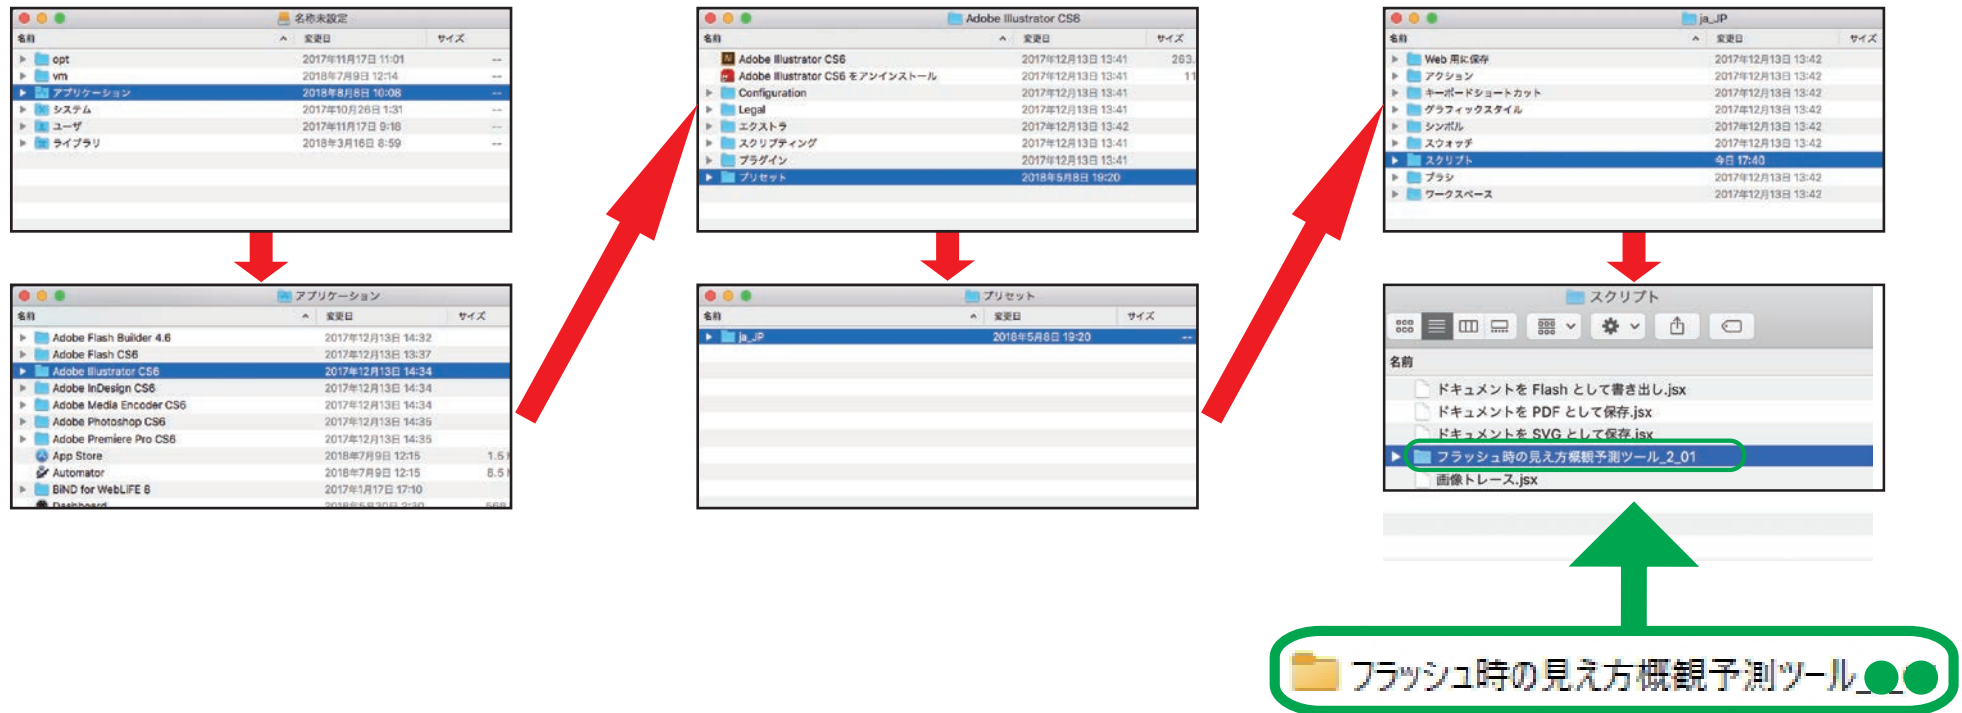 名称未設定
名前 変更日 サイズ
opt 2017年11月17日 11:01 --
vm 2018年7月9日 12:14 --
アプリケーション 2018年8月8日 10:08 --
システム 2017年10月26日 1:31 --
ユーザ 2017年11月17日 9:18 --
ライブラリ 2018年3月16日 8:59 --
アプリケーション
名前 変更日 サイズ
Adobe Flash Builder 4.6 2017年12月13日 14:32
Adobe Flash CS6 2017年12月13日 13:37
Adobe Illustrator CS6 2017年12月13日 14:34
Adobe InDesign CS6 2017年12月13日 14:34
Adobe Media Encoder CS6 2017年12月13日 14:34
Adobe Photoshop CS6 2017年12月13日 14:35
Adobe Premiere Pro CS6 2017年12月13日 14:35
App Store 2018年7月9日 12:15 1.5
Automator 2018年7月9日 12:15 8.5
BiND for WebLiFE 8 2017年1月17日 17:10
Dashboard
Adobe Illustrator CS6
名前 変更日 サイズ
Adobe Illustrator CS6 2017年12月13日 13:41 263.
Adobe Illustrator CS6 をアンインストール 2017年12月13日 13:41 11
Configuration 2017年12月13日 13:41
Legal 2017年12月13日 13:41
エクストラ 2017年12月13日 13:42
スクリプティング 2017年12月13日 13:41
プラグイン 2017年12月13日 13:41
プリセット 2018年5月8日 19:20
プリセット
名前 変更日 サイズ
ja_JP 2018年5月8日 19:20 --
ja_JP
名前 変更日 サイズ
Web 用に保存 2017年12月13日 13:42
アクション 2017年12月13日 13:42
キーボードショートカット 2017年12月13日 13:42
グラフィックスタイル 2017年12月13日 13:42
シンボル 2017年12月13日 13:42
スウォッチ 2017年12月13日 13:42
スクリプト 今日 17:40
ブラシ 2017年12月13日 13:42
ワークスペース 2017年12月13日 13:42
スクリプト
名前
ドキュメントを Flash として書き出し.jsx
ドキュメントを PDF として保存.jsx
ドキュメントを SVG として保存.jsx
フラッシュ時の見え方概観予測ツール_2_01
画像トレース.jsx
フラッシュ時の見え方概観予測ツール_●_●